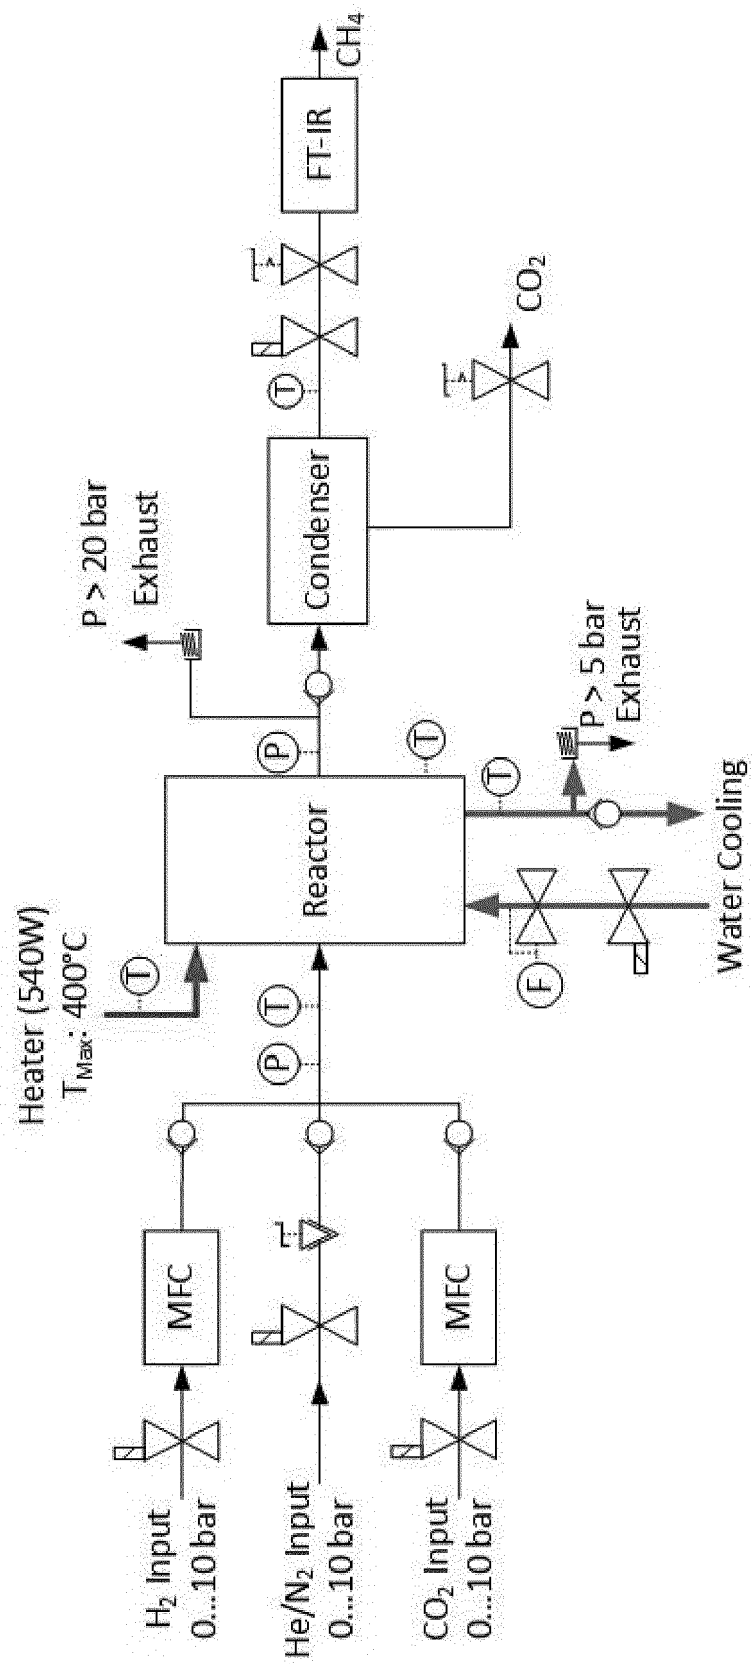 H₂ Input
0...10 bar
He/N₂ Input
0...10 bar
CO₂ Input
0...10 bar
MFC
MFC
P
T
Heater (540W)
T_Max: 400°C
T
Reactor
P
T
T
F
Water Cooling
P > 5 bar
Exhaust
P > 20 bar
Exhaust
Condenser
T
CO₂
FT-IR
CH₄